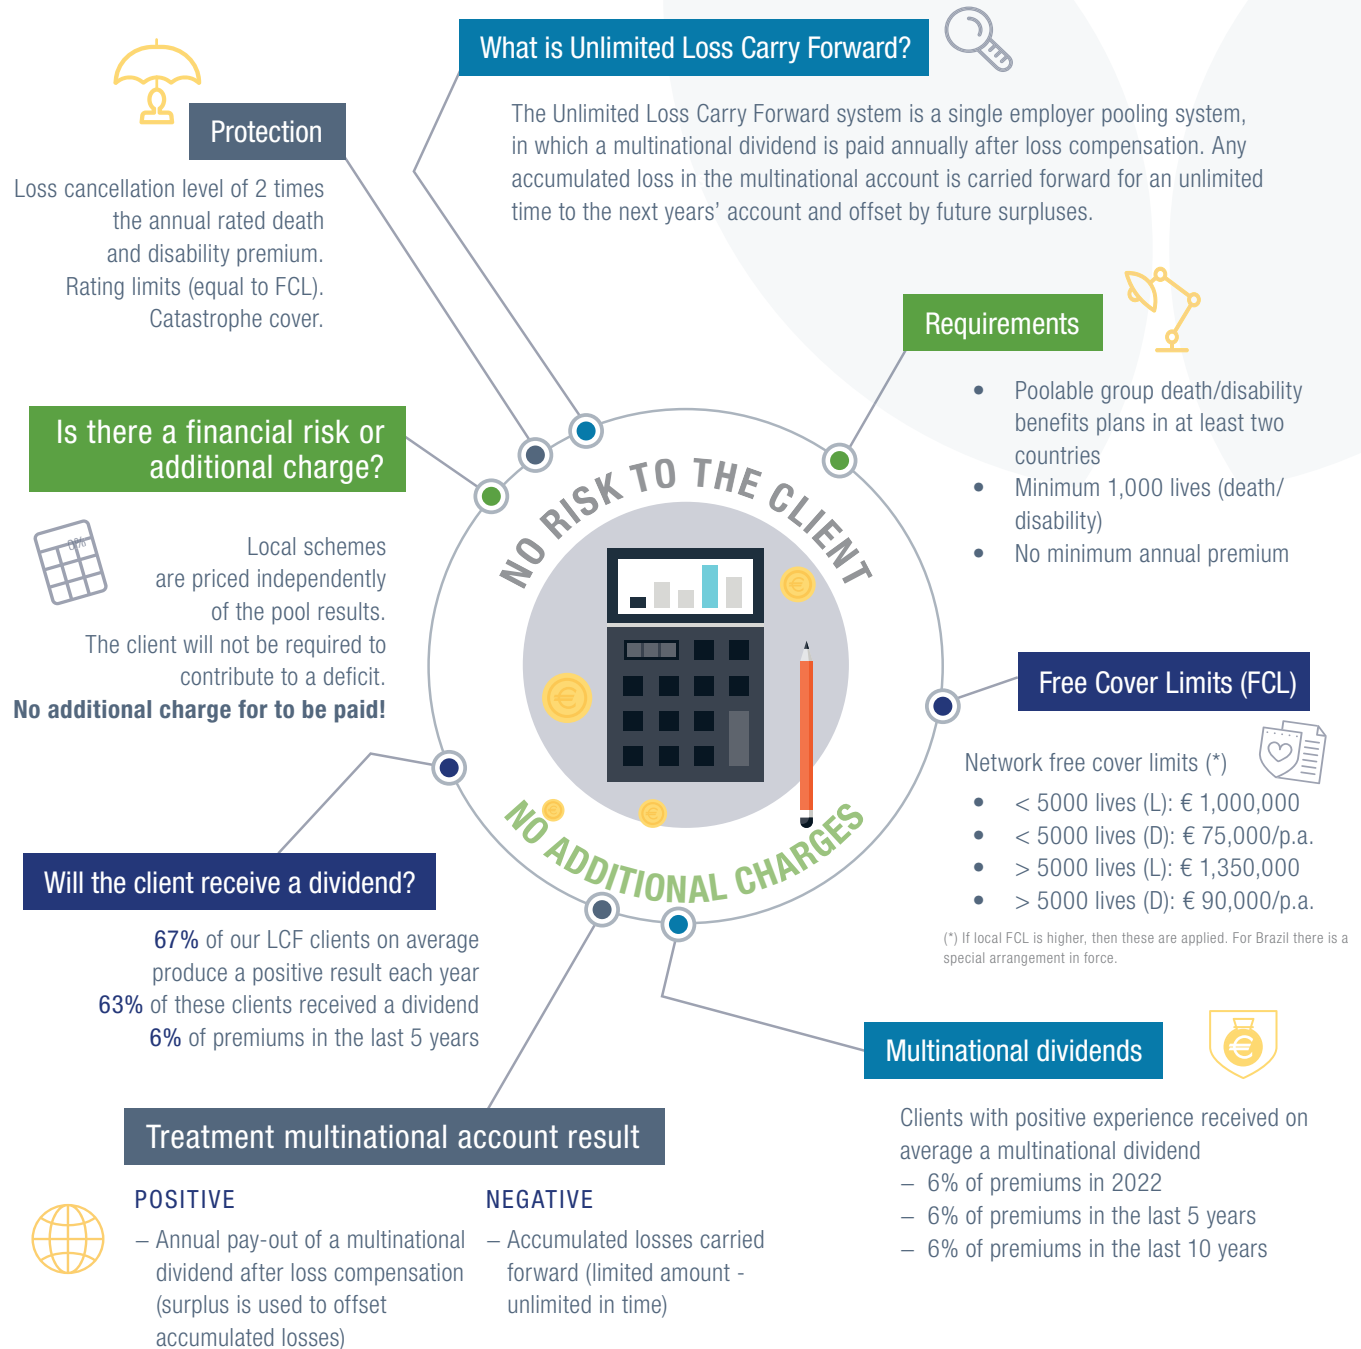 What is Unlimited Loss Carry Forward?
The Unlimited Loss Carry Forward system is a single employer pooling system,
in which a multinational dividend is paid annually after loss compensation. Any
accumulated loss in the multinational account is carried forward for an unlimited
time to the next years’ account and offset by future surpluses.
Protection
Loss cancellation level of 2 times
the annual rated death
and disability premium.
Rating limits (equal to FCL).
Catastrophe cover.
Requirements
• Poolable group death/disability
benefits plans in at least two
countries
• Minimum 1,000 lives (death/
disability)
• No minimum annual premium
Is there a financial risk or
additional charge?
0%
Local schemes
are priced independently
of the pool results.
The client will not be required to
contribute to a deficit.
No additional charge for to be paid!
NO RISK TO THE CLIENT
NO ADDITIONAL CHARGES
Free Cover Limits (FCL)
Network free cover limits (*)
• < 5000 lives (L): € 1,000,000
• < 5000 lives (D): € 75,000/p.a.
• > 5000 lives (L): € 1,350,000
• > 5000 lives (D): € 90,000/p.a.
(*) If local FCL is higher, then these are applied. For Brazil there is a
special arrangement in force.
Will the client receive a dividend?
67% of our LCF clients on average
produce a positive result each year
63% of these clients received a dividend
6% of premiums in the last 5 years
Multinational dividends
Clients with positive experience received on
average a multinational dividend
– 6% of premiums in 2022
– 6% of premiums in the last 5 years
– 6% of premiums in the last 10 years
Treatment multinational account result
POSITIVE
– Annual pay-out of a multinational
dividend after loss compensation
(surplus is used to offset
accumulated losses)
NEGATIVE
– Accumulated losses carried
forward (limited amount -
unlimited in time)